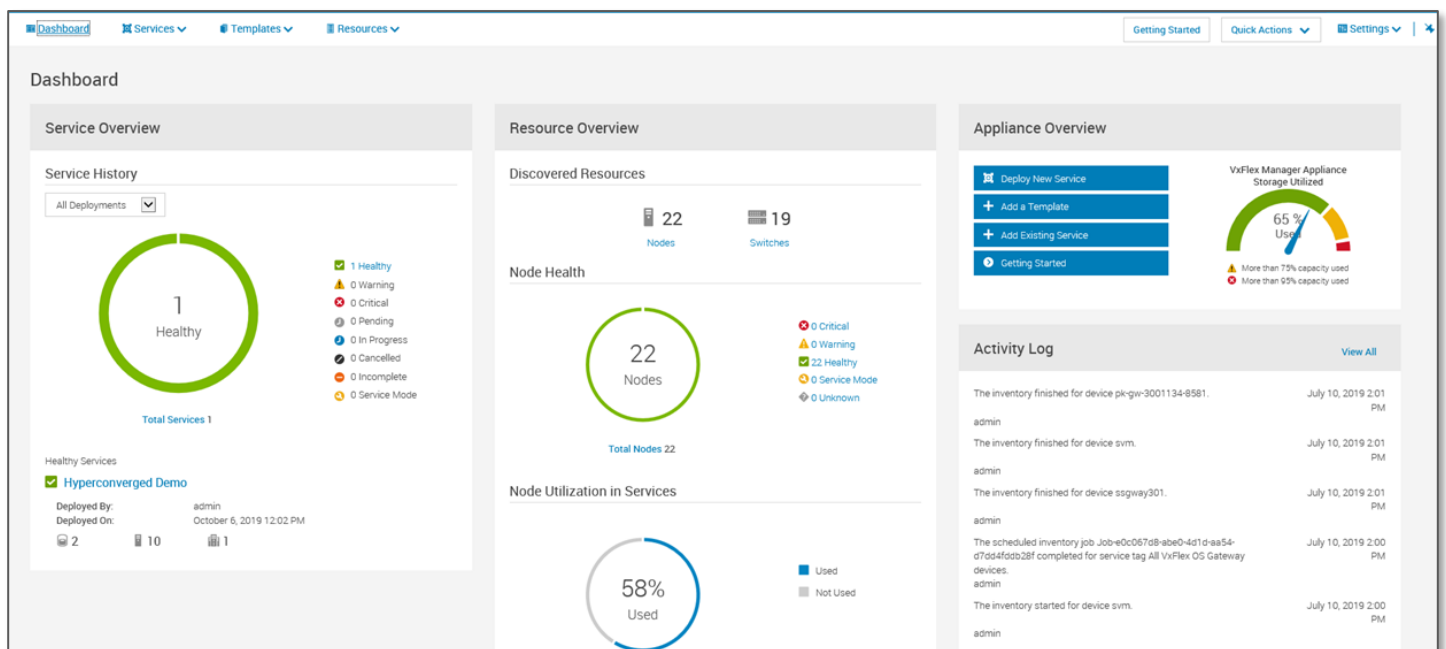 Dashboard
Services
Templates
Resources
Getting Started
Quick Actions
Settings
Dashboard
Service Overview
Service History
All Deployments
1
Healthy
1 Healthy
0 Warning
0 Critical
0 Pending
0 In Progress
0 Cancelled
0 Incomplete
0 Service Mode
Total Services 1
Healthy Services
Hyperconverged Demo
Deployed By: admin
Deployed On: October 6, 2019 12:02 PM
2 10 1
Resource Overview
Discovered Resources
22
Nodes
19
Switches
Node Health
22
Nodes
0 Critical
0 Warning
22 Healthy
0 Service Mode
0 Unknown
Total Nodes 22
Node Utilization in Services
58%
Used
Used
Not Used
Appliance Overview
Deploy New Service
Add a Template
Add Existing Service
Getting Started
VxFlex Manager Appliance
Storage Utilized
65 %
Used
More than 75% capacity used
More than 95% capacity used
Activity Log
View All
The inventory finished for device pk-gw-3001134-8581. July 10, 2019 2:01
PM
admin
The inventory finished for device svm. July 10, 2019 2:01
PM
admin
The inventory finished for device ssgway301. July 10, 2019 2:01
PM
admin
The scheduled inventory job Job-e0c067d8-abe0-4d1d-aa54- July 10, 2019 2:00
d7dd4fddb28f completed for service tag All VxFlex OS Gateway PM
devices.
admin
The inventory started for device svm. July 10, 2019 2:00
PM
admin